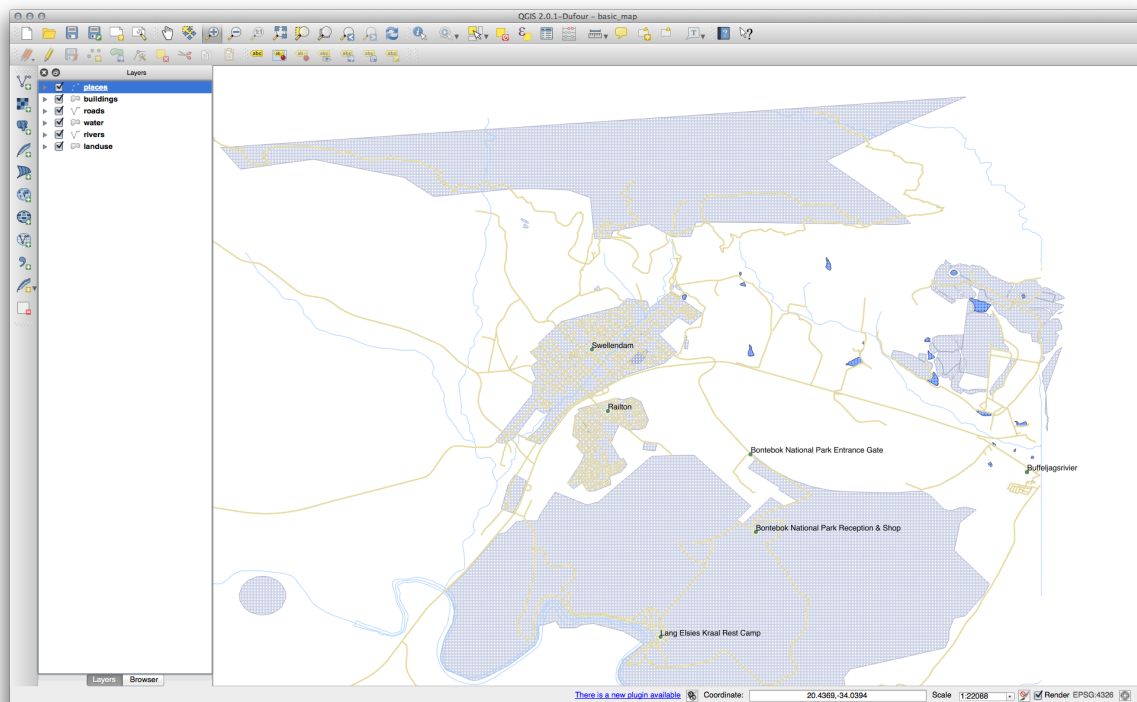 QGIS 2.0.1-Dufour - basic_map
Layers
places
buildings
roads
water
rivers
landuse
Swellendam
Railton
Bontebok National Park Entrance Gate
Buffeljagsrivier
Bontebok National Park Reception & Shop
Lang Elsies Kraal Rest Camp
Layers Browser
There is a new plugin available Coordinate: 20.4369,-34.0394 Scale 1:22088 Render EPSG:4326